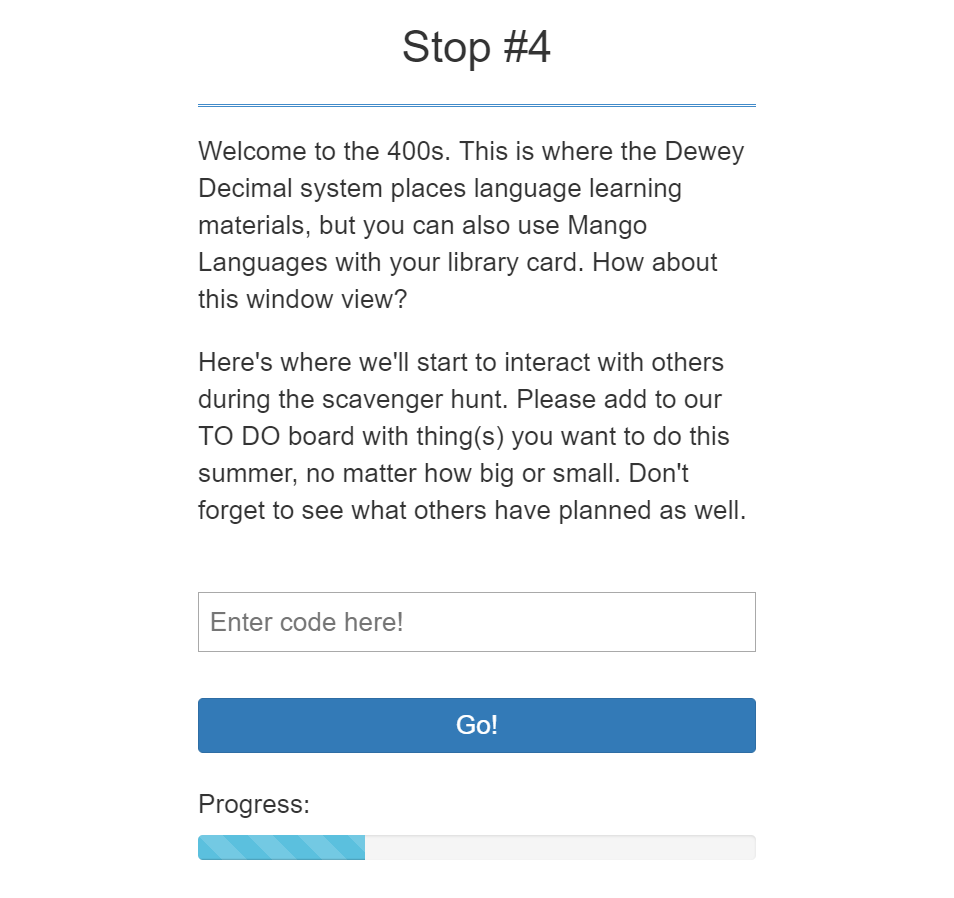 Stop #4
Welcome to the 400s. This is where the Dewey
Decimal system places language learning
materials, but you can also use Mango
Languages with your library card. How about
this window view?
Here's where we'll start to interact with others
during the scavenger hunt. Please add to our
TO DO board with thing(s) you want to do this
summer, no matter how big or small. Don't
forget to see what others have planned as well.
Enter code here!
Go!
Progress: